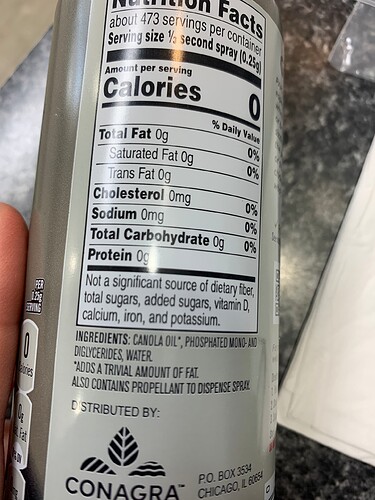 Nutrition Facts
about 473 servings per container
Serving size ⅓ second spray (0.25g)
Amount per serving
Calories 0
% Daily Value
Total Fat 0g 0%
Saturated Fat 0g 0%
Trans Fat 0g
Cholesterol 0mg 0%
Sodium 0mg 0%
Total Carbohydrate 0g 0%
Protein 0g
Not a significant source of dietary fiber,
total sugars, added sugars, vitamin D,
calcium, iron, and potassium.
INGREDIENTS: CANOLA OIL*, PHOSPHATED MONO- AND
DIGLYCERIDES, WATER.
*ADDS A TRIVIAL AMOUNT OF FAT.
ALSO CONTAINS PROPELLANT TO DISPENSE SPRAY.
DISTRIBUTED BY:
CONAGRA™
P.O. BOX 3534
CHICAGO, IL 60654
PER
0.25g
SERVING
0
0g